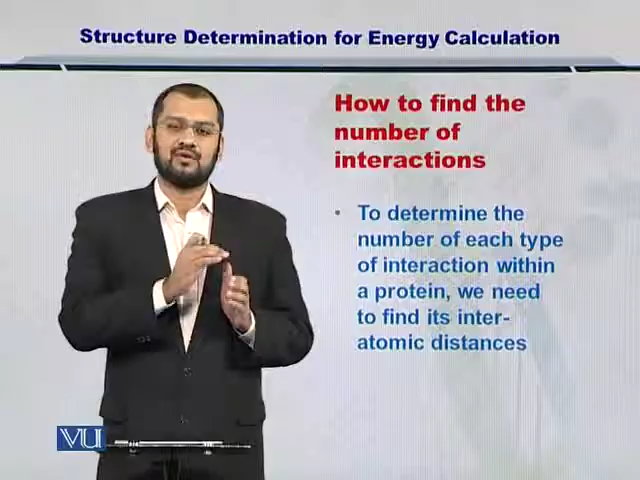 Structure Determination for Energy Calculation
How to find the
number of
interactions
• To determine the
number of each type
of interaction within
a protein, we need
to find its inter-
atomic distances
VU